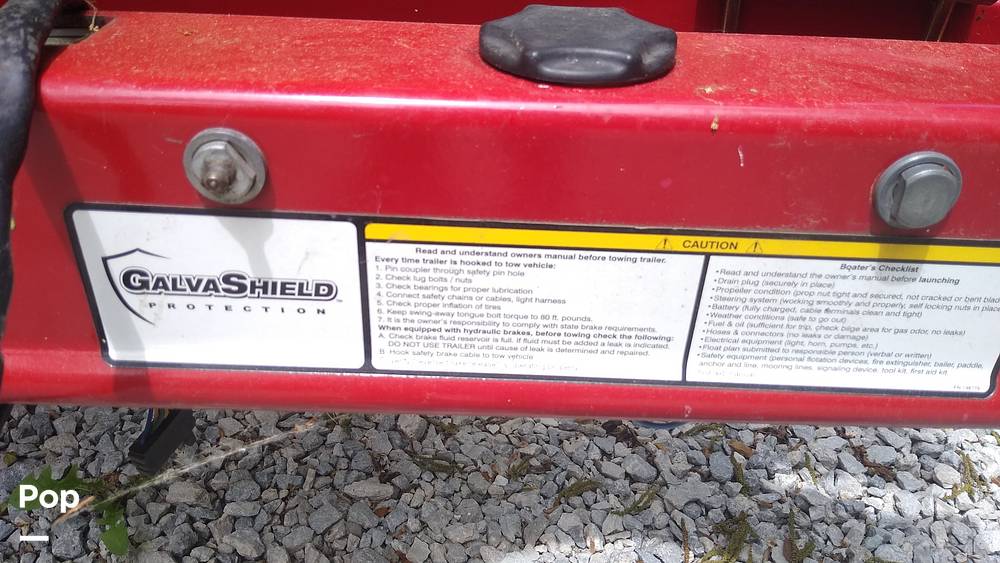 GALVASHIELD
PROTECTION
CAUTION
Read and understand owners manual before towing trailer.
Every time trailer is hooked to tow vehicle:
1. Pin coupler through safety pin hole
2. Check lug bolts / nuts
3. Check bearings for proper lubrication
4. Connect safety chains or cables, light harness
5. Check proper inflation of tires
6. Keep swing-away tongue bolt torque to 80 ft. pounds.
7. It is the owner's responsibility to comply with state brake requirements.
When equipped with hydraulic brakes, before towing check the following:
A. Check brake fluid reservoir is full. If fluid must be added a leak is indicated.
DO NOT USE TRAILER until cause of leak is determined and repaired.
B. Hook safety brake cable to tow vehicle
Boater's Checklist
•Read and understand the owner's manual before launching
•Drain plug (securely in place)
•Propeller condition (prop nut tight and secured, not cracked or bent
•Steering system (working smoothly and properly, self locking nuts in place
•Battery (fully charged, cable terminals clean and tight)
•Weather conditions (safe to go out)
•Fuel & oil (sufficient for trip, check bilge area for gas odor, no leaks)
•Hoses & connectors (no leaks or damage)
•Electrical equipment (light, horn, pumps, etc.)
•Float plan submitted to responsible person (verbal or written)
•Safety equipment (personal flotation devices, fire extinguisher, bailer, paddle,
anchor and line, mooring lines, signaling device, tool kit, first aid kit,
Pop